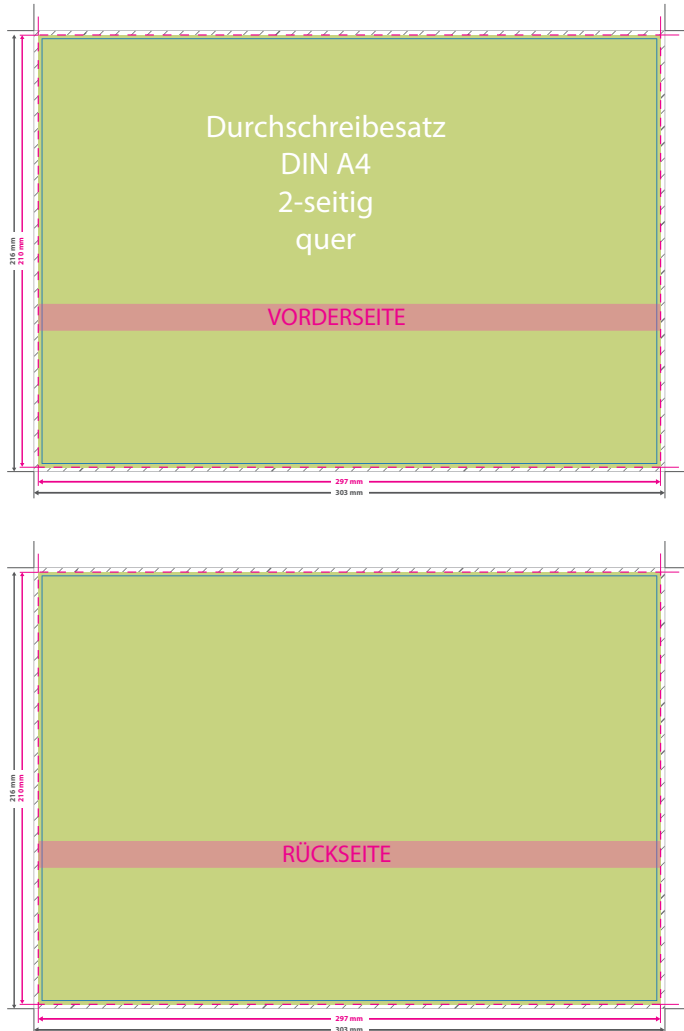 Durchschreibesatz
DIN A4
2-seitig
quer
VORDERSEITE
216 mm
210 mm
297 mm
303 mm
RÜCKSEITE
216 mm
210 mm
297 mm
303 mm